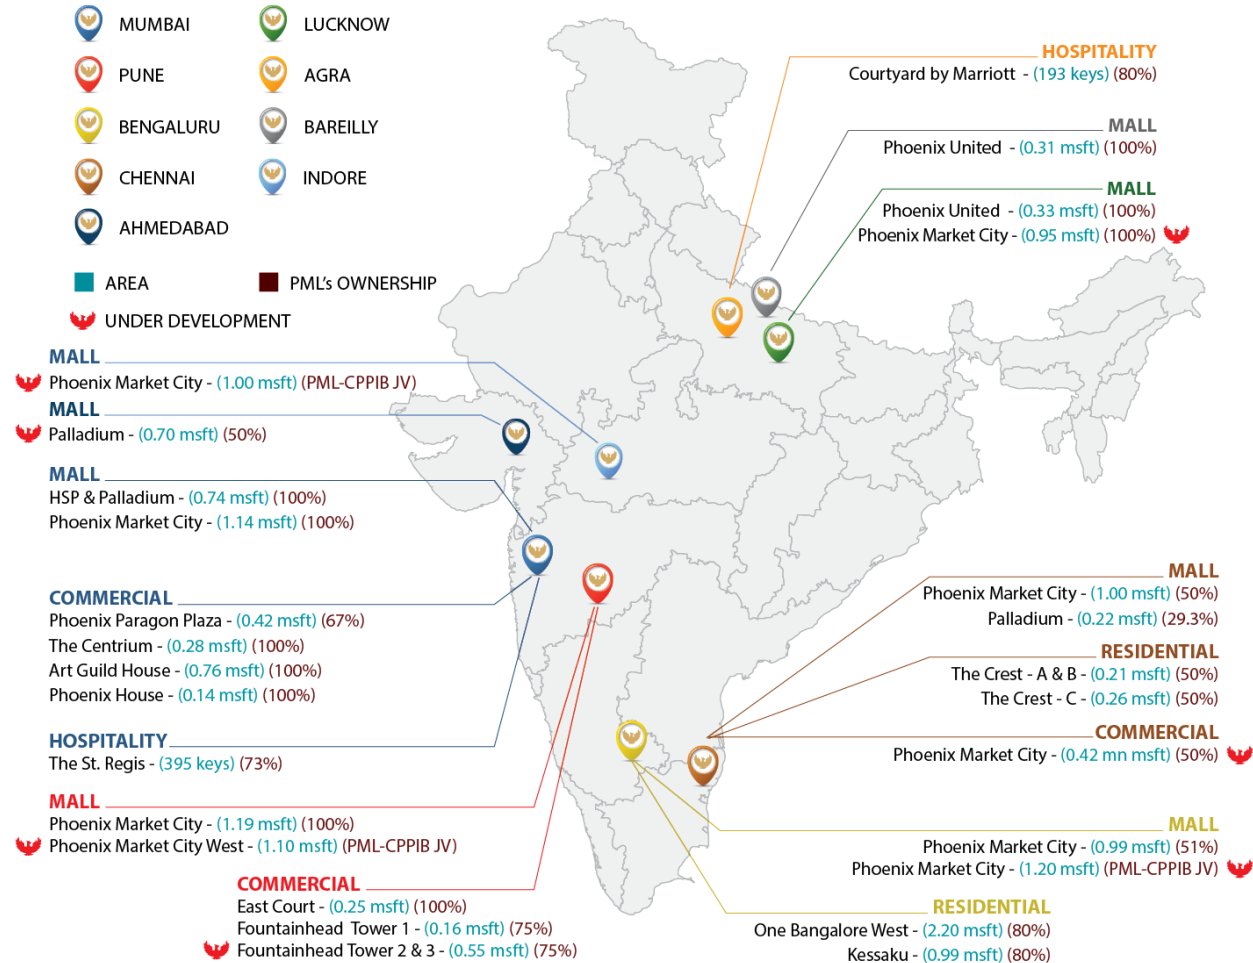 MUMBAI
LUCKNOW
PUNE
AGRA
BENGALURU
BAREILLY
CHENNAI
INDORE
AHMEDABAD
AREA
PML's OWNERSHIP
UNDER DEVELOPMENT
MALL
Phoenix Market City - (1.00 msft) (PML-CPPIB JV)
MALL
Palladium - (0.70 msft) (50%)
MALL
HSP & Palladium - (0.74 msft) (100%)
Phoenix Market City - (1.14 msft) (100%)
COMMERCIAL
Phoenix Paragon Plaza - (0.42 msft) (67%)
The Centrium - (0.28 msft) (100%)
Art Guild House - (0.76 msft) (100%)
Phoenix House - (0.14 msft) (100%)
HOSPITALITY
The St. Regis - (395 keys) (73%)
MALL
Phoenix Market City - (1.19 msft) (100%)
Phoenix Market City West - (1.10 msft) (PML-CPPIB JV)
COMMERCIAL
East Court - (0.25 msft) (100%)
Fountainhead Tower 1 - (0.16 msft) (75%)
Fountainhead Tower 2 & 3 - (0.55 msft) (75%)
HOSPITALITY
Courtyard by Marriott - (193 keys) (80%)
MALL
Phoenix United - (0.31 msft) (100%)
MALL
Phoenix United - (0.33 msft) (100%)
Phoenix Market City - (0.95 msft) (100%)
MALL
Phoenix Market City - (1.00 msft) (50%)
Palladium - (0.22 msft) (29.3%)
RESIDENTIAL
The Crest - A & B - (0.21 msft) (50%)
The Crest - C - (0.26 msft) (50%)
COMMERCIAL
Phoenix Market City - (0.42 mn msft) (50%)
MALL
Phoenix Market City - (0.99 msft) (51%)
Phoenix Market City - (1.20 msft) (PML-CPPIB JV)
RESIDENTIAL
One Bangalore West - (2.20 msft) (80%)
Kessaku - (0.99 msft) (80%)